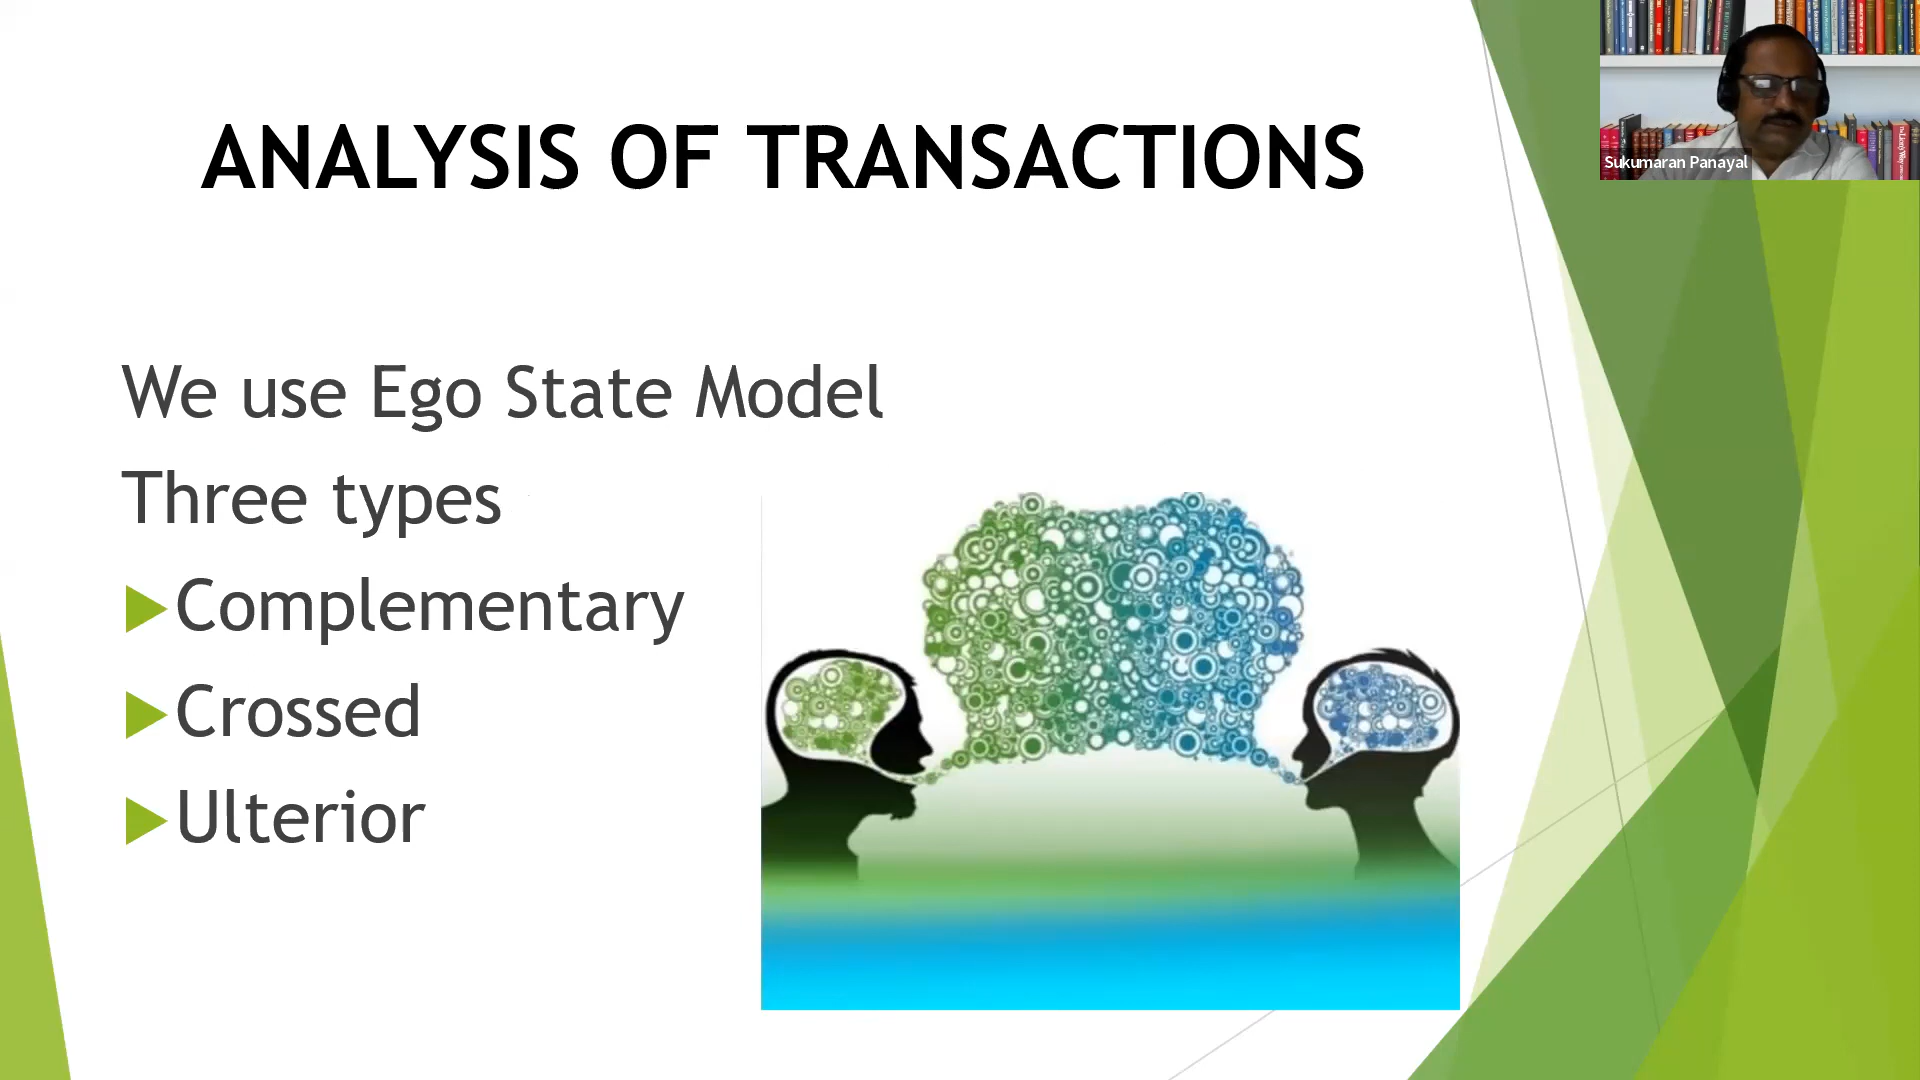 ANALYSIS OF TRANSACTIONS
We use Ego State Model
Three types
Complementary
Crossed
Ulterior
Sukumaran Panayal